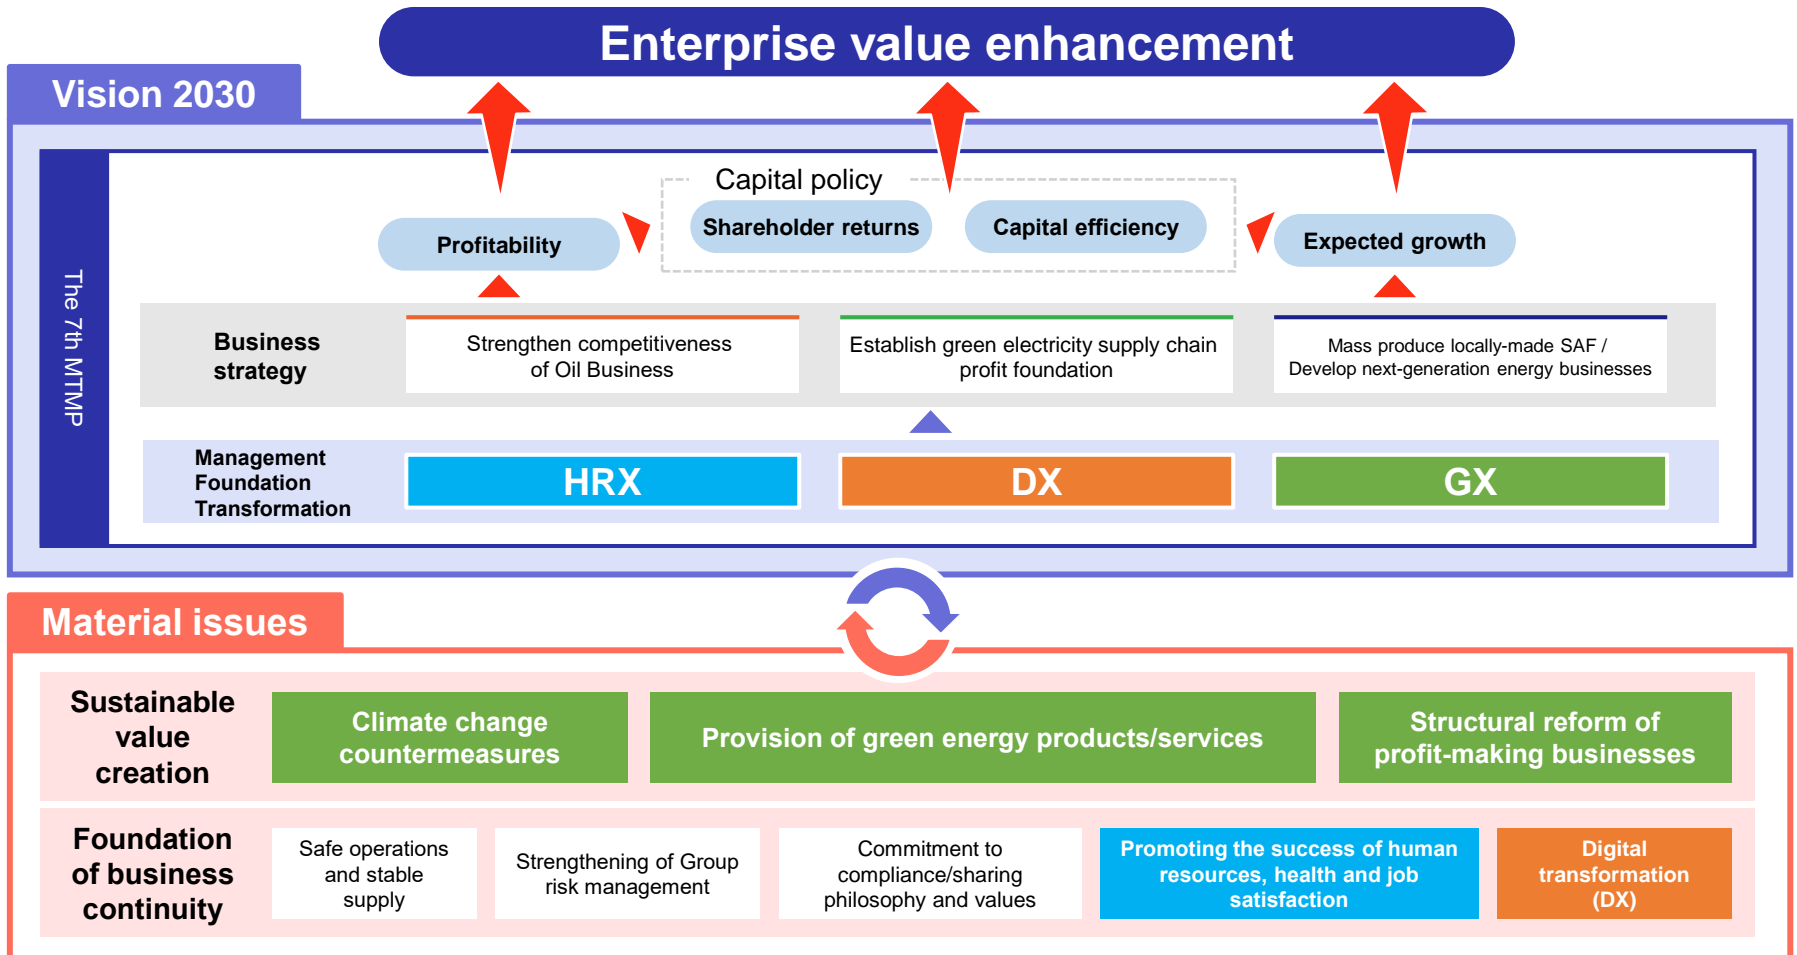 Enterprise value enhancement
Vision 2030
The 7th MTMP
Capital policy
Profitability
Shareholder returns
Capital efficiency
Expected growth
Business
strategy
Strengthen competitiveness
of Oil Business
Establish green electricity supply chain
profit foundation
Mass produce locally-made SAF /
Develop next-generation energy businesses
Management
Foundation
Transformation
HRX
DX
GX
Material issues
Sustainable
value
creation
Climate change
countermeasures
Provision of green energy products/services
Structural reform of
profit-making businesses
Foundation
of business
continuity
Safe operations
and stable
supply
Strengthening of Group
risk management
Commitment to
compliance/sharing
philosophy and values
Promoting the success of human
resources, health and job
satisfaction
Digital
transformation
(DX)